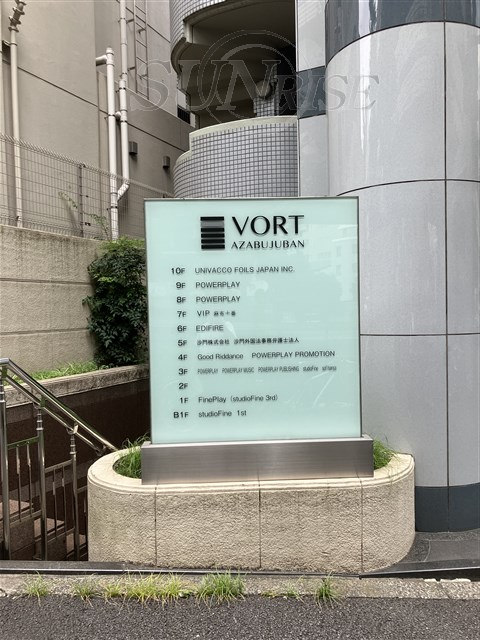 SUNRISE
VORT
AZABUJUBAN
10F UNIVACCO FOILS JAPAN INC.
9F POWERPLAY
8F POWERPLAY
7F VIP 麻布十番
6F EDIFIRE
5F 沙門株式会社 沙門外国法事務弁護士法人
4F Good Riddance POWERPLAY PROMOTION
3F POWERPLAY POWERPLAY MUSIC POWERPLAY PUBLISHING studioFine
2F
1F FinePlay (studioFine 3rd)
B1F studioFine 1st